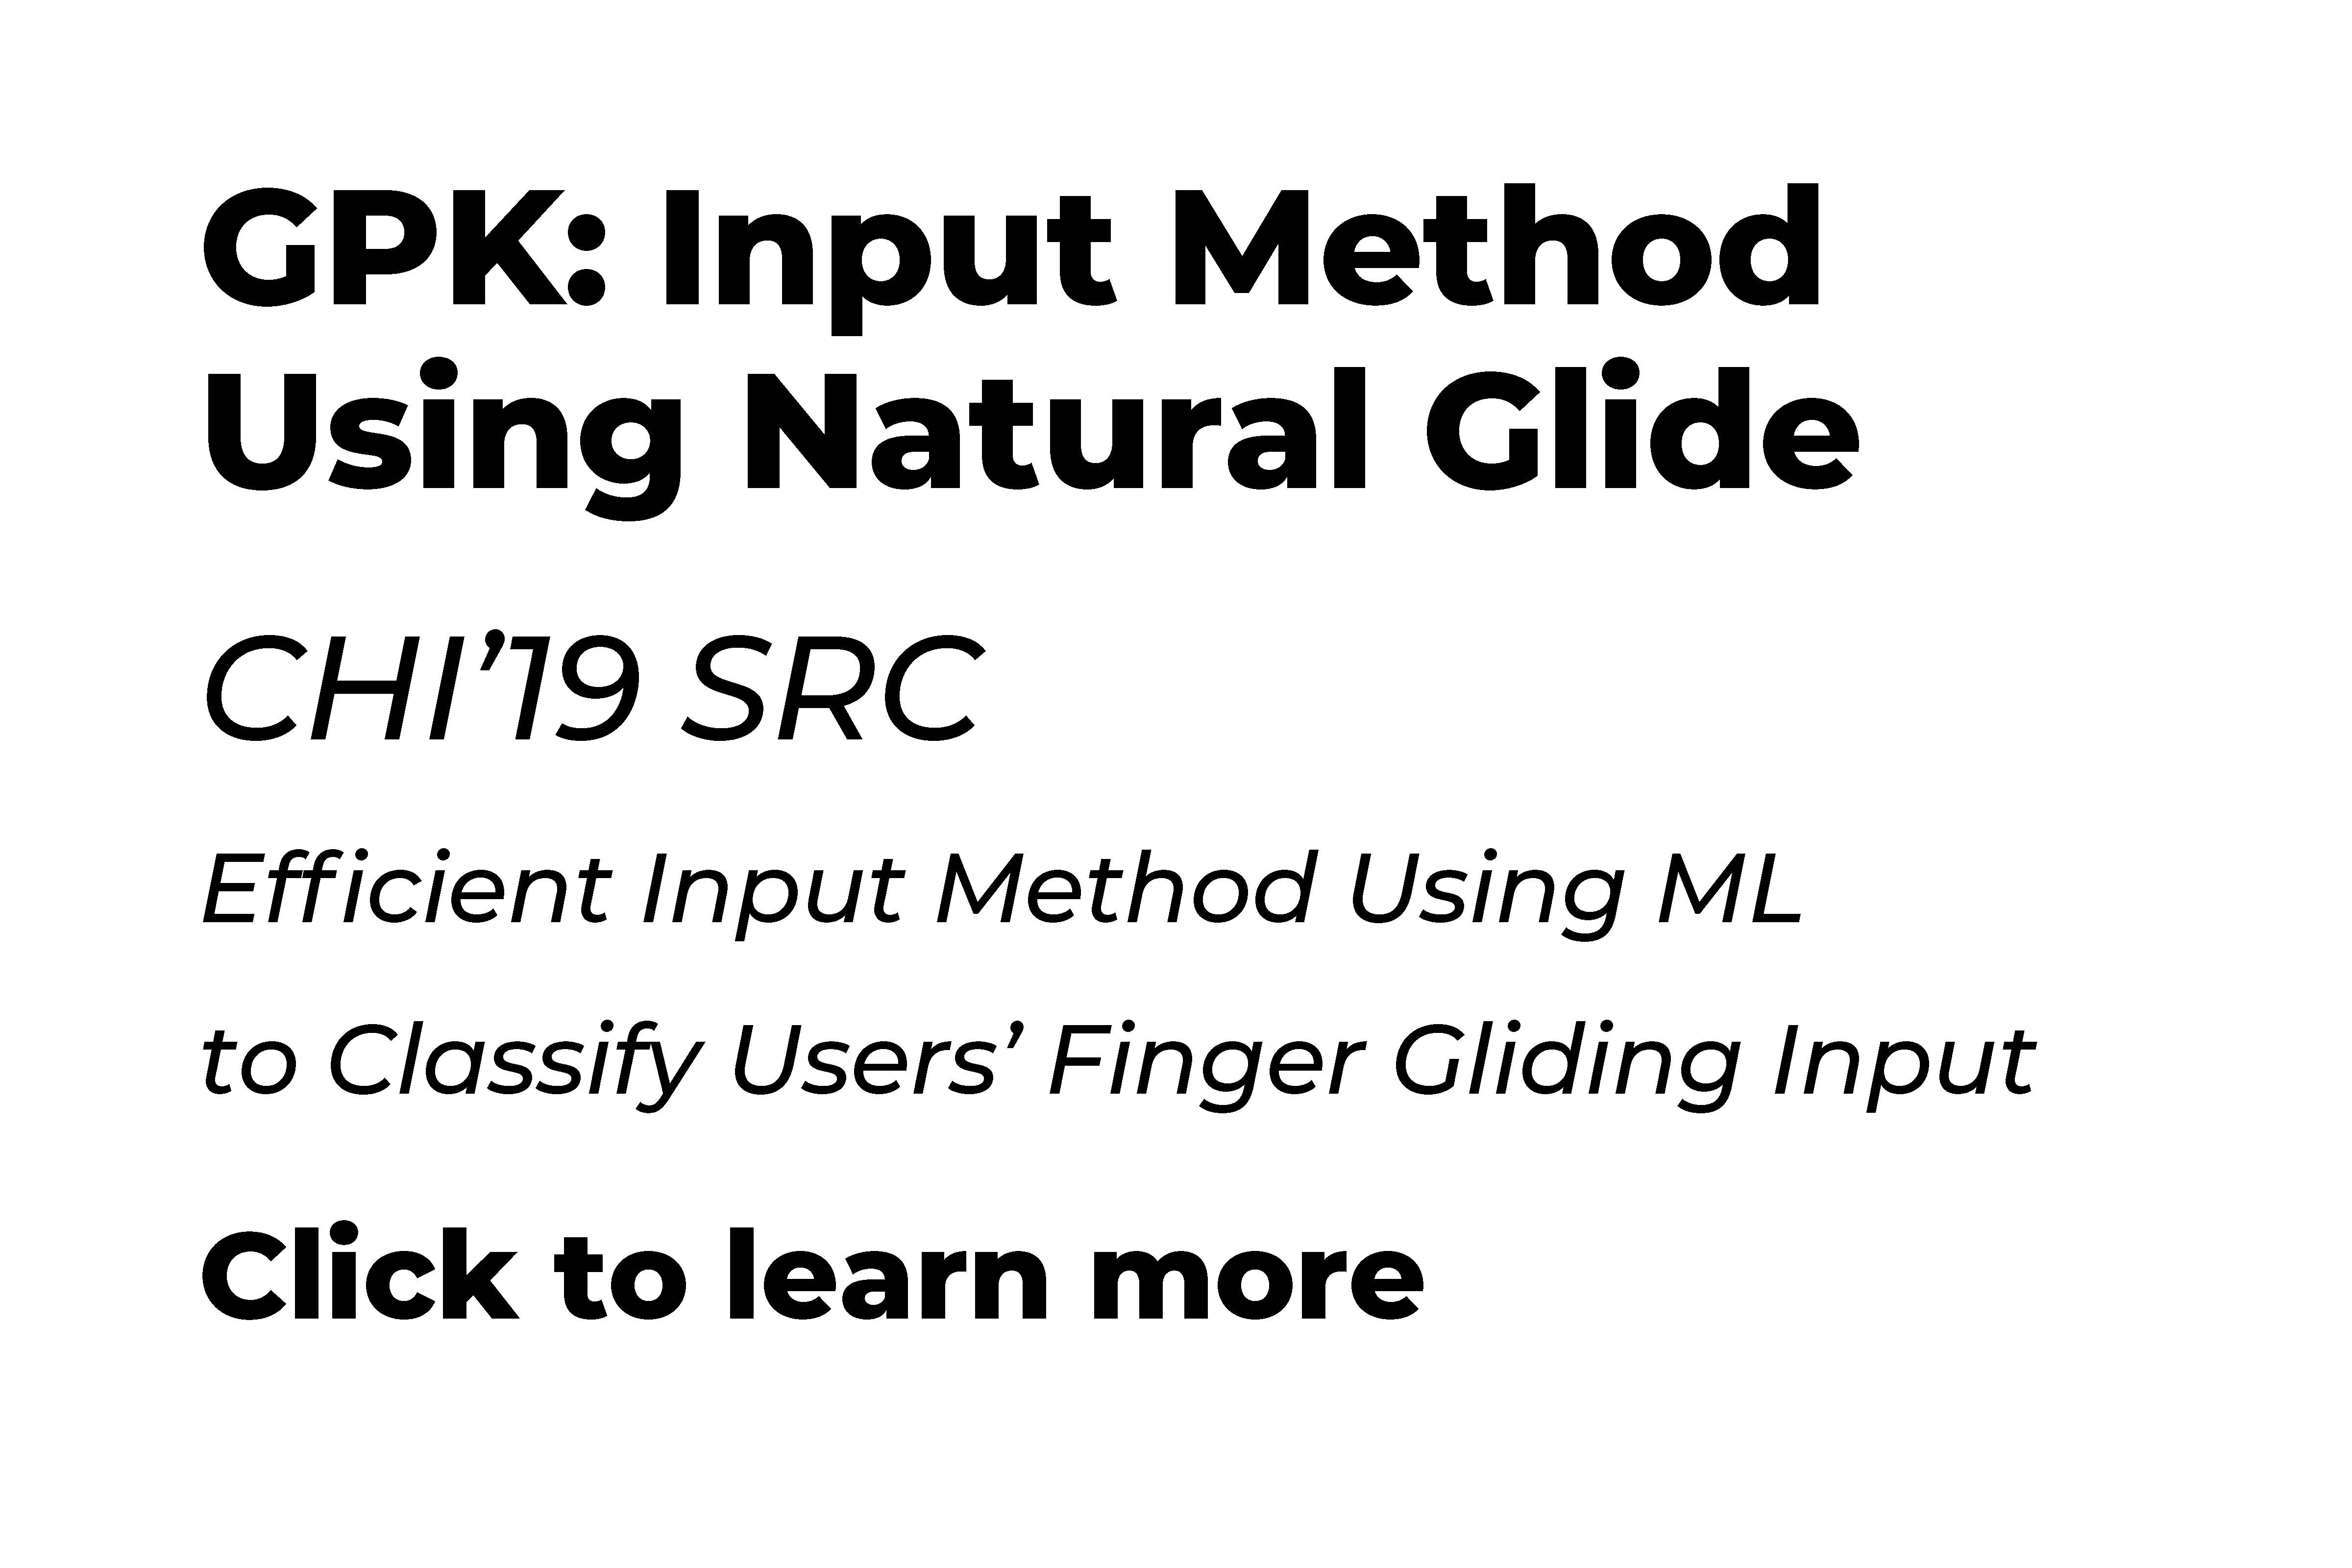 GPK: Input Method
Using Natural Glide
CHI’19 SRC
Efficient Input Method Using ML
to Classify Users’ Finger Gliding Input
Click to learn more